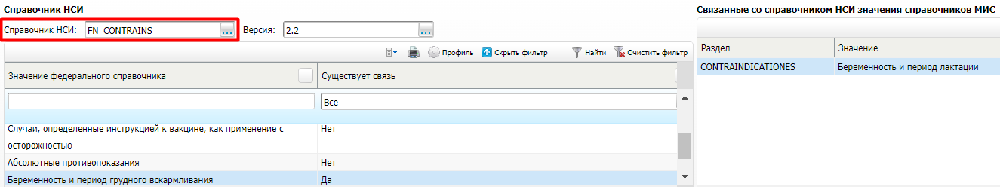 Справочник НСИ
Справочник НСИ: FN_CONTRAINS ... Версия: 2.2 ...
Профиль Скрыть фильтр Найти Очистить фильтр
Значение федерального справочника Существует связь
Все
Случаи, определенные инструкцией к вакцине, как применение с осторожностью Нет
Абсолютные противопоказания Нет
Беременность и период грудного вскармливания Да
Связанные со справочником НСИ значения справочников МИС
Раздел Значение
CONTRAINDICATIONES Беременность и период лактации